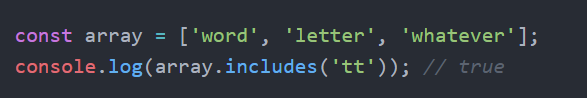 const array = ['word', 'letter', 'whatever'];
console.log(array.includes('tt')); // true